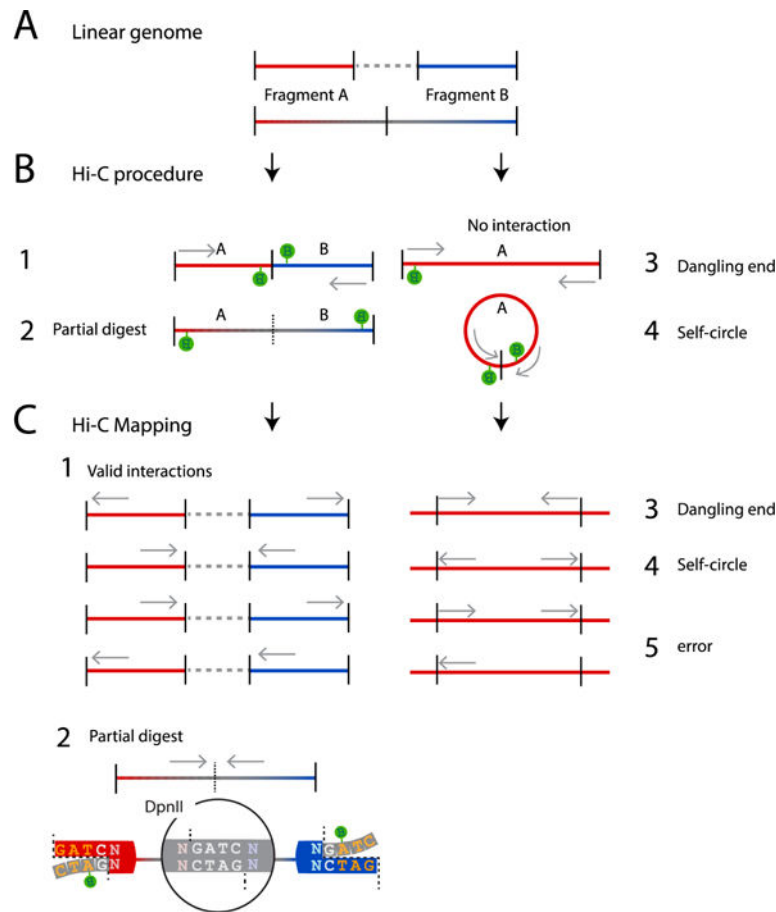 A Linear genome
Fragment A Fragment B
B Hi-C procedure
No interaction
1 A B B B
A B 3 Dangling end
2 Partial digest A B B B
A B B 4 Self-circle
C Hi-C Mapping
1 Valid interactions
3 Dangling end
4 Self-circle
5 error
2 Partial digest
DpnII
GATCN NGATCN NGATC
CTAGN NCTAGN NCTAG
B B